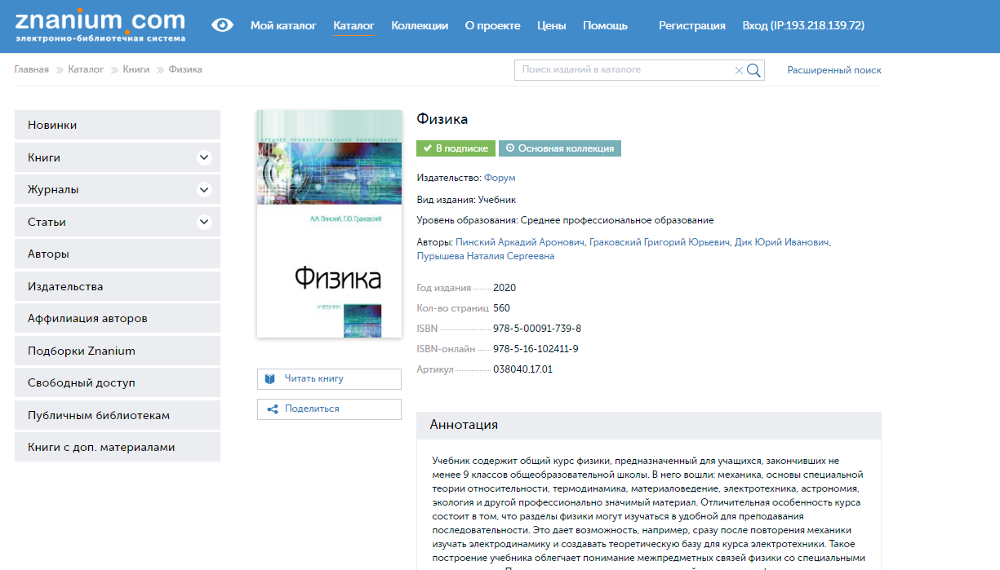 znanium.com
электронно-библиотечная система
Мой каталог Каталог Коллекции О проекте Цены Помощь Регистрация Вход (IP:193.218.139.72)
Главная Каталог Книги Физика
Поиск изданий в каталоге
Расширенный поиск
Новинки
Книги
Журналы
Статьи
Авторы
Издательства
Аффилиация авторов
Подборки Znanium
Свободный доступ
Публичным библиотекам
Книги с доп. материалами
СРЕДНЕЕ ПРОФЕССИОНАЛЬНОЕ ОБРАЗОВАНИЕ
А.А. Пинский, Г.Ю. Граковский
Физика
УЧЕБНИК
Читать книгу
Поделиться
Физика
В подписке Основная коллекция
Издательство: Форум
Вид издания: Учебник
Уровень образования: Среднее профессиональное образование
Авторы: Пинский Аркадий Аронович, Граковский Григорий Юрьевич, Дик Юрий Иванович,
Пурышева Наталия Сергеевна
Год издания 2020
Кол-во страниц 560
ISBN 978-5-00091-739-8
ISBN-онлайн 978-5-16-102411-9
Артикул 038040.17.01
Аннотация
Учебник содержит общий курс физики, предназначенный для учащихся, закончивших не
менее 9 классов общеобразовательной школы. В него вошли: механика, основы специальной
теории относительности, термодинамика, материаловедение, электротехника, астрономия,
экология и другой профессионально значимый материал. Отличительная особенность курса
состоит в том, что разделы физики могут изучаться в удобной для преподавания
последовательности. Это дает возможность, например, сразу после повторения механики
изучать электродинамику и создавать теоретическую базу для курса электротехники. Такое
построение учебника облегчает понимание межпредметных связей физики со специальными